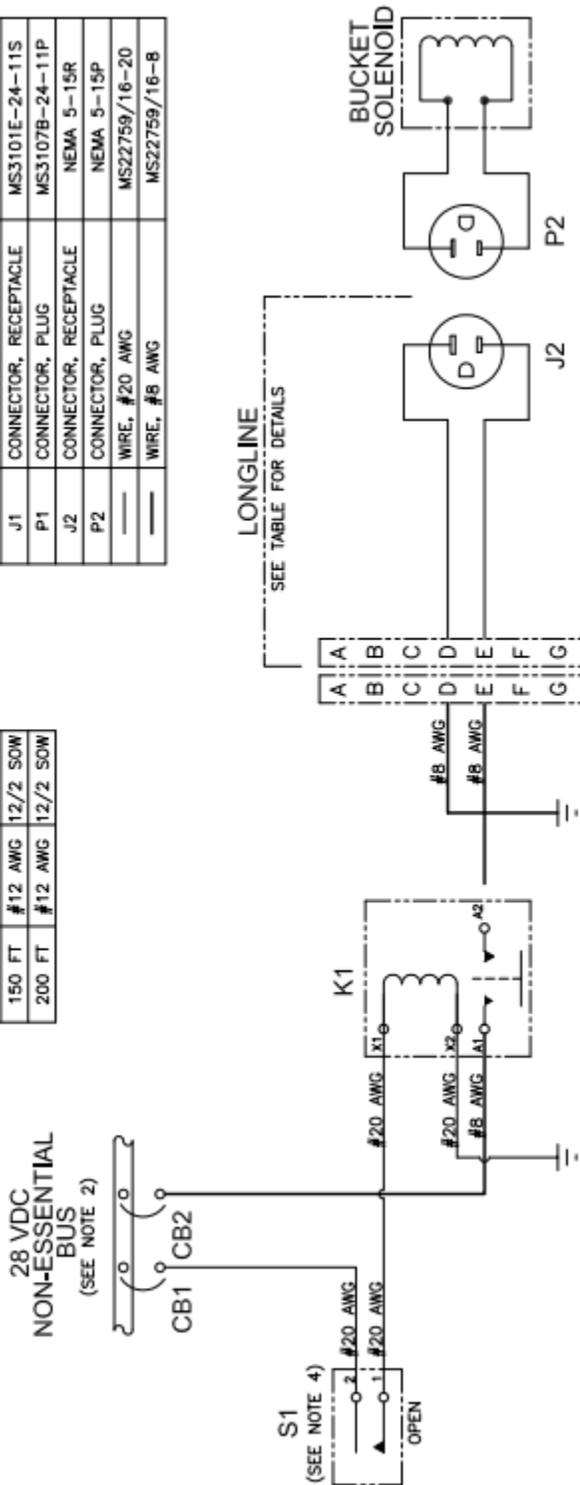 150 FT #12 AWG 12/2 SOW
200 FT #12 AWG 12/2 SOW
J1 CONNECTOR, RECEPTACLE MS3101E-24-11S
P1 CONNECTOR, PLUG MS3107B-24-11P
J2 CONNECTOR, RECEPTACLE NEMA 5-15R
P2 CONNECTOR, PLUG NEMA 5-15P
WIRE, #20 AWG MS22759/16-20
WIRE, #8 AWG MS22759/16-8
28 VDC
NON-ESSENTIAL
BUS
(SEE NOTE 2)
CB1
CB2
S1
(SEE NOTE 4)
2
1
OPEN
#20 AWG
#20 AWG
#20 AWG
#20 AWG
#8 AWG
K1
X1
X2
A1
A2
#8 AWG
#8 AWG
A A
B B
C C
D D
E E
F F
G G
LONGLINE
SEE TABLE FOR DETAILS
J2
P2
BUCKET
SOLENOID